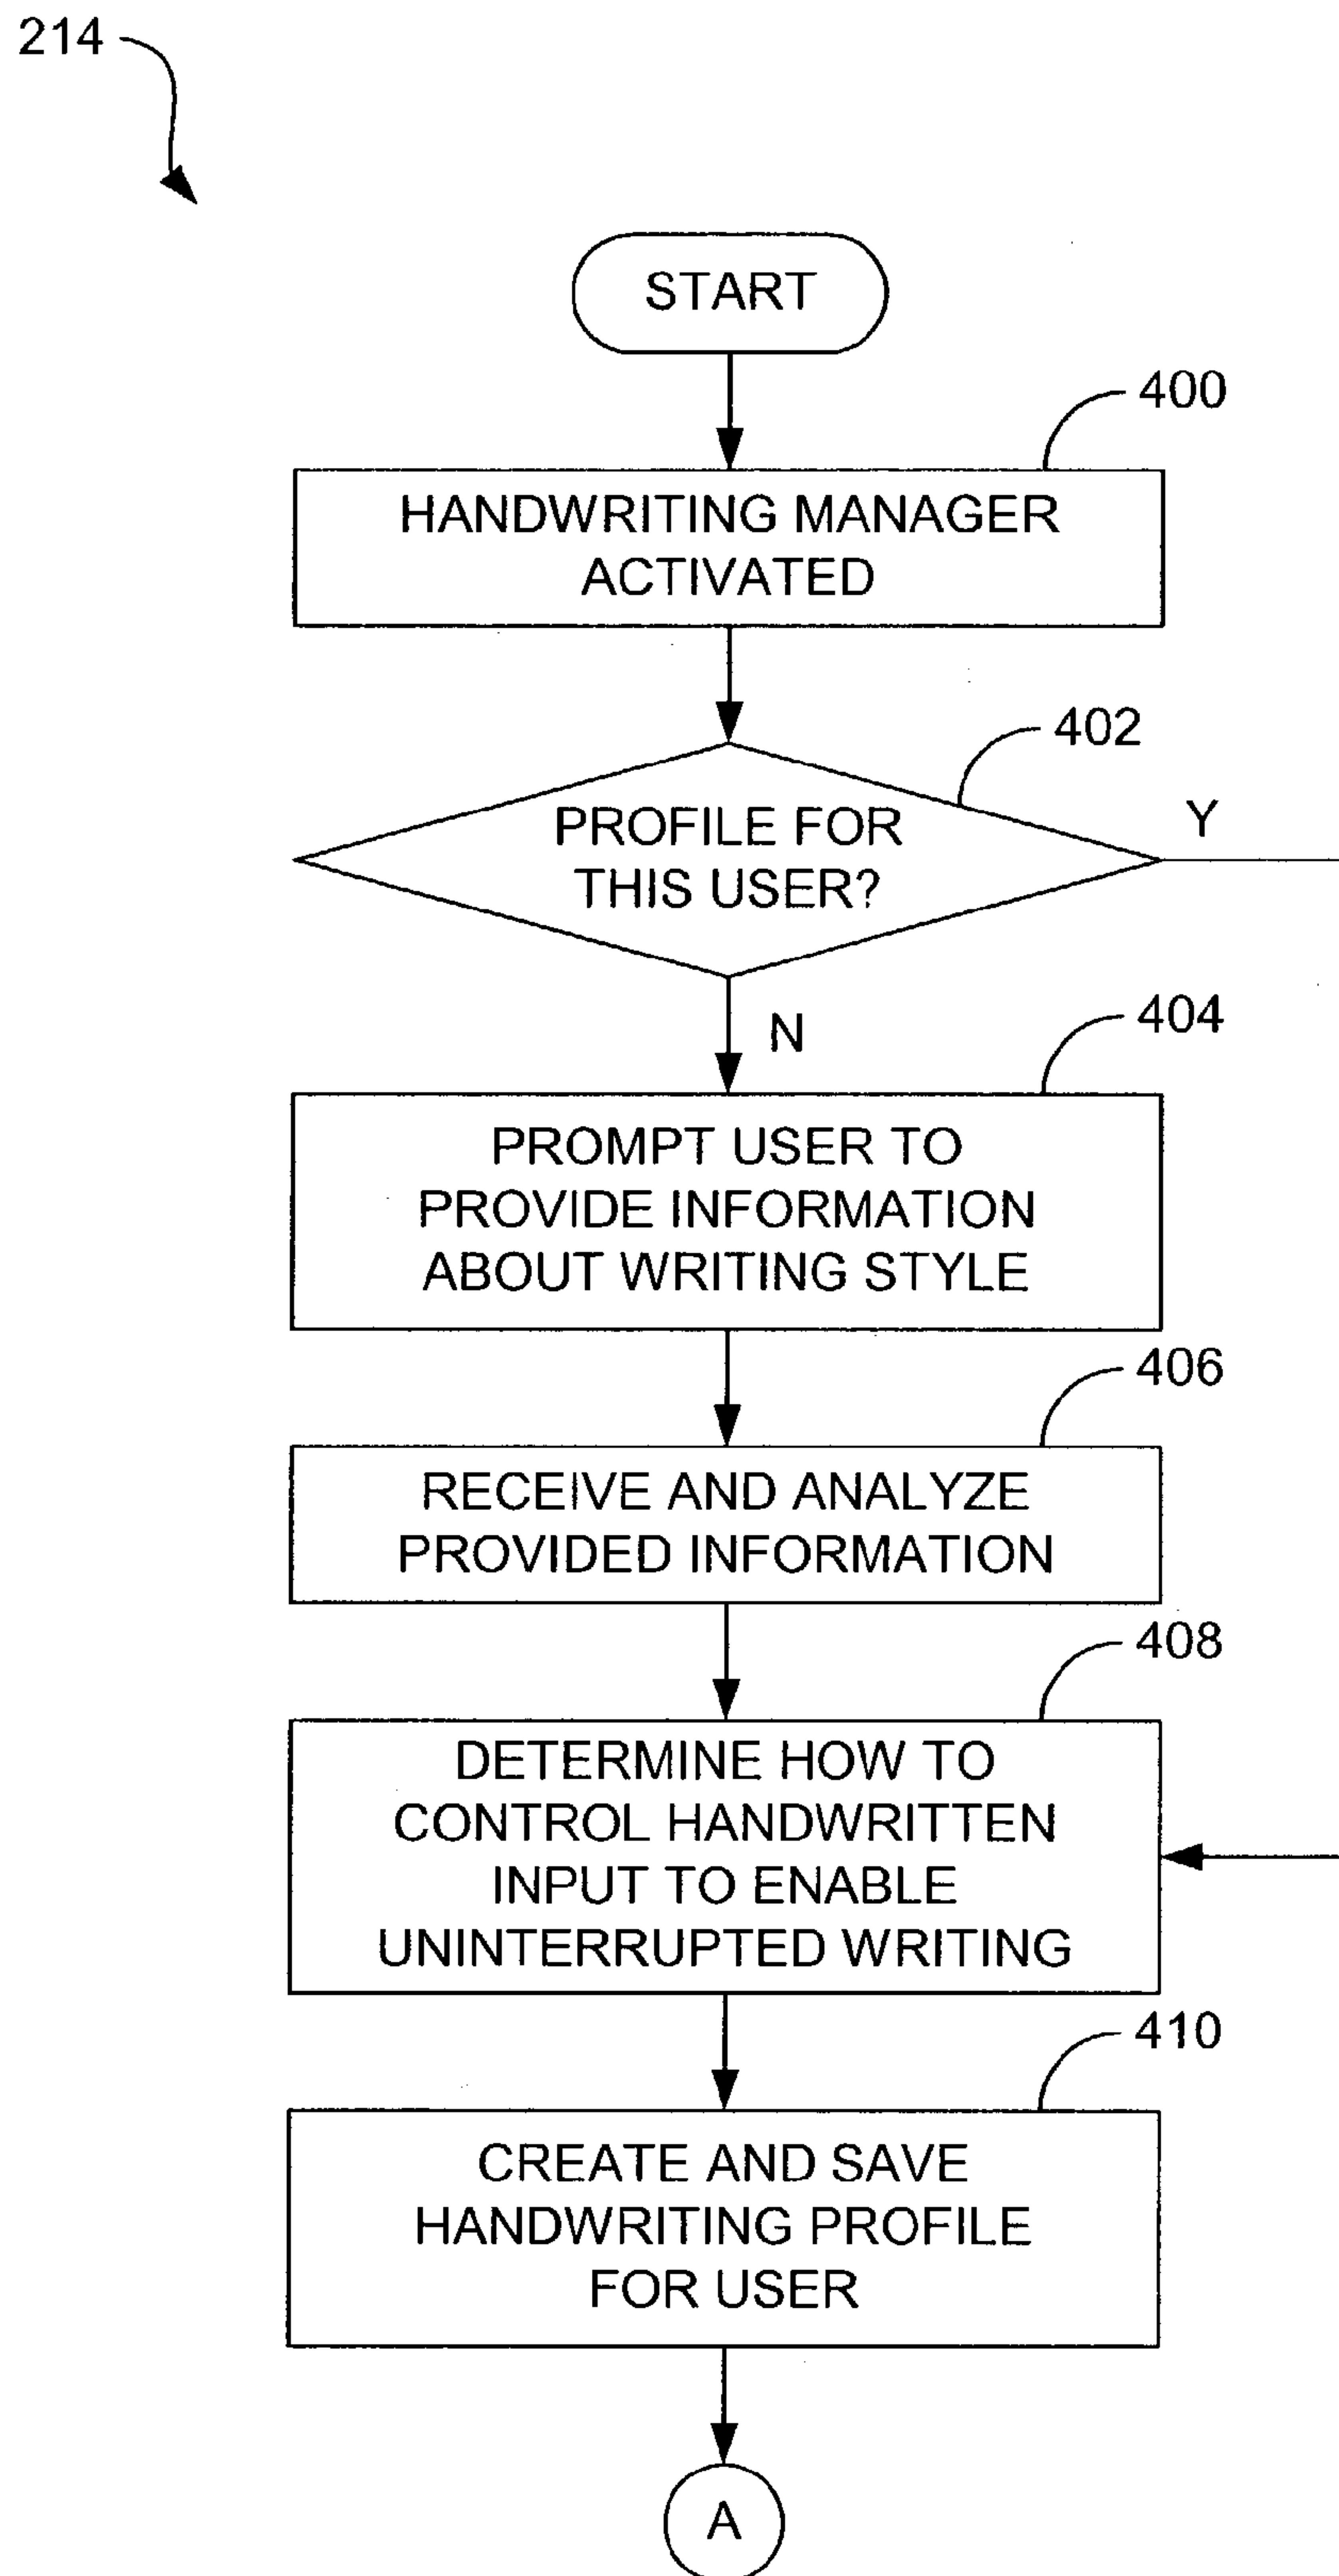 214
START
400
HANDWRITING MANAGER
ACTIVATED
402
PROFILE FOR
THIS USER?
Y
N
404
PROMPT USER TO
PROVIDE INFORMATION
ABOUT WRITING STYLE
406
RECEIVE AND ANALYZE
PROVIDED INFORMATION
408
DETERMINE HOW TO
CONTROL HANDWRITTEN
INPUT TO ENABLE
UNINTERRUPTED WRITING
410
CREATE AND SAVE
HANDWRITING PROFILE
FOR USER
A